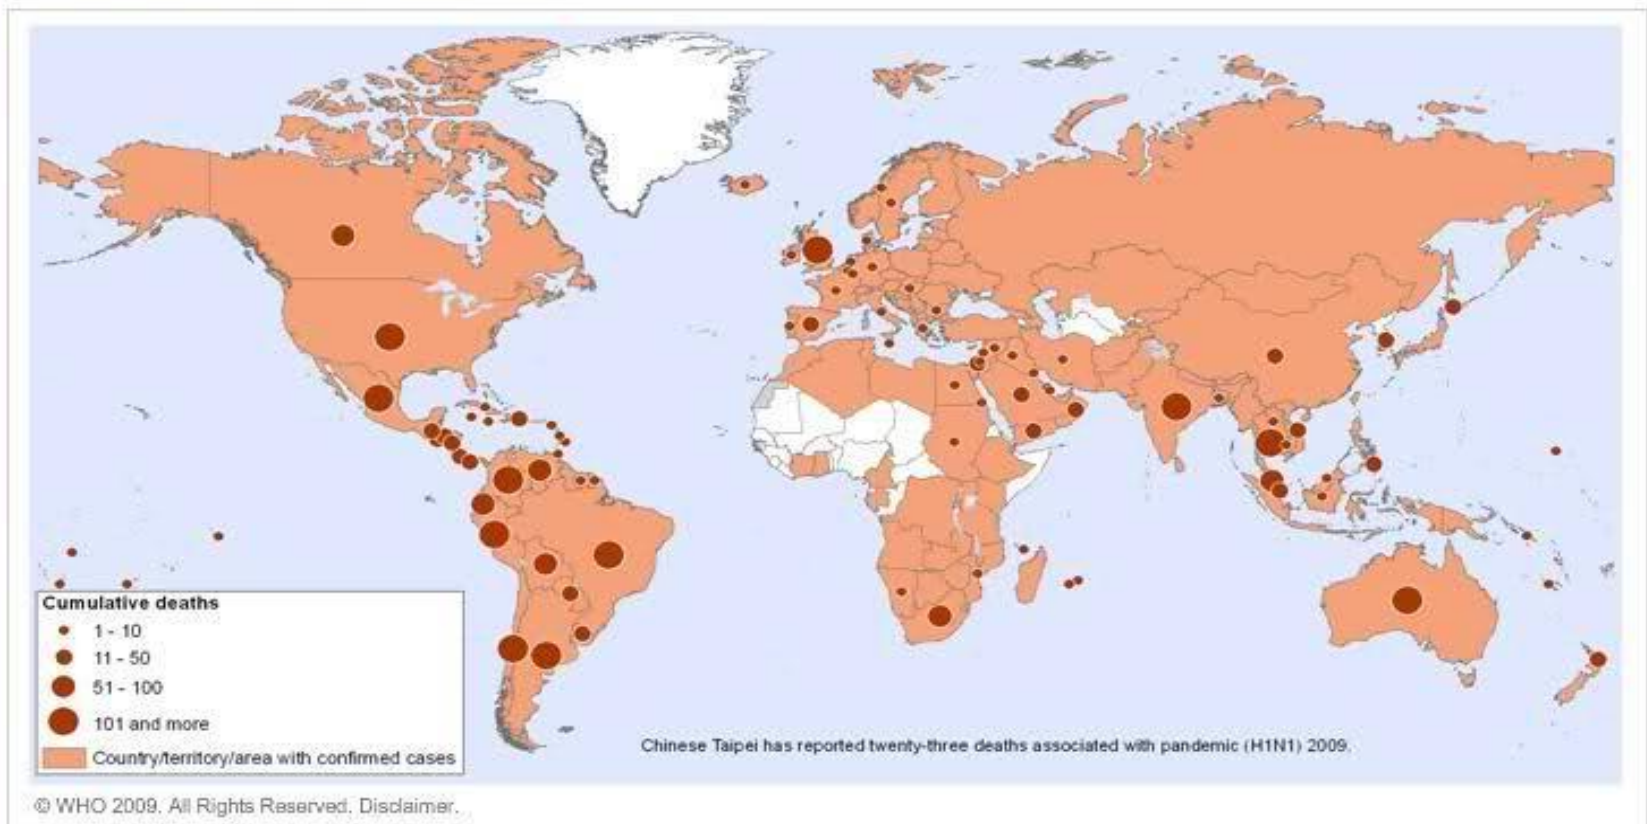 Cumulative deaths
1 - 10
11 - 50
51 - 100
101 and more
Country/territory/area with confirmed cases
Chinese Taipei has reported twenty-three deaths associated with pandemic (H1N1) 2009.
© WHO 2009. All Rights Reserved. Disclaimer.